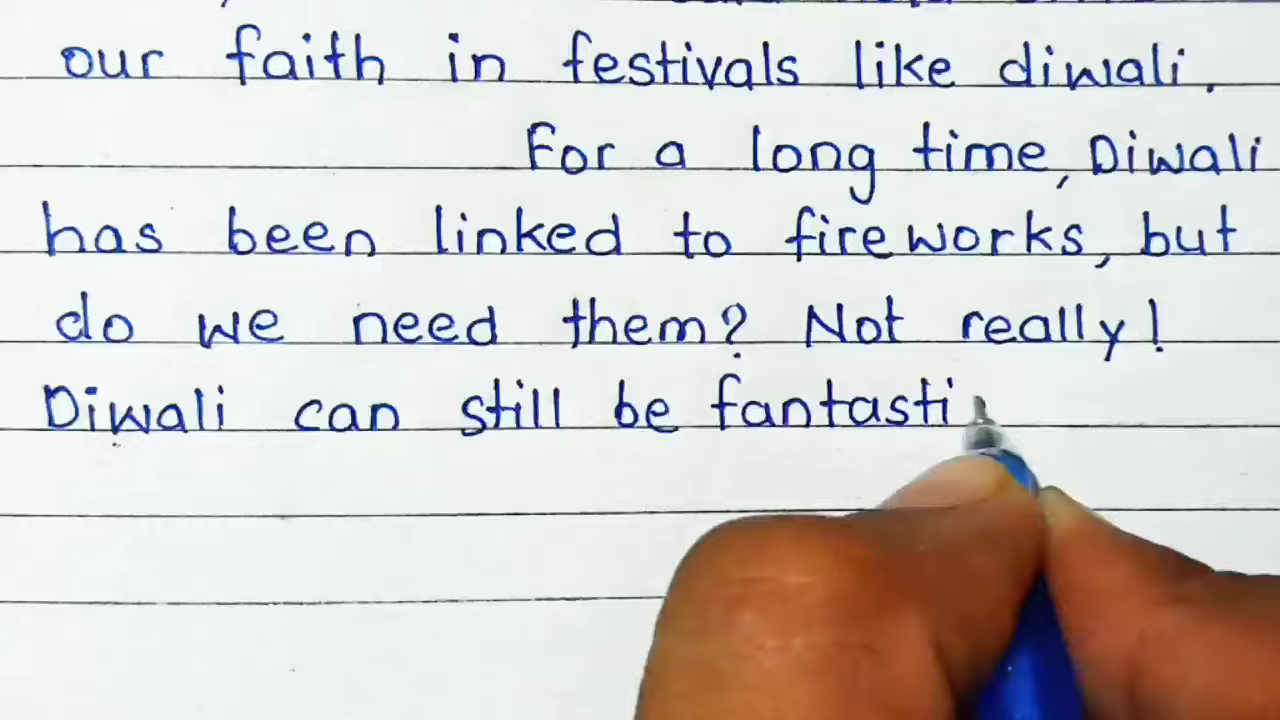 our faith in festivals like diwali.
For a long time, Diwali
has been linked to fireworks, but
do we need them? Not really!
Diwali can still be fantasti